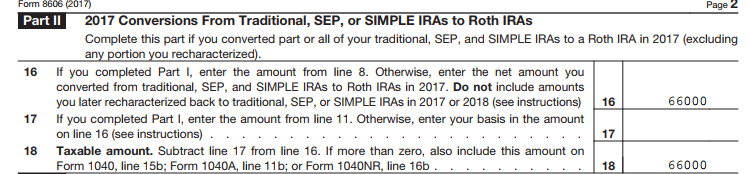 Form 8606 (2017) Page 2
Part II 2017 Conversions From Traditional, SEP, or SIMPLE IRAs to Roth IRAs
Complete this part if you converted part or all of your traditional, SEP, and SIMPLE IRAs to a Roth IRA in 2017 (excluding
any portion you recharacterized).
16 If you completed Part I, enter the amount from line 8. Otherwise, enter the net amount you
converted from traditional, SEP, and SIMPLE IRAs to Roth IRAs in 2017. Do not include amounts
you later recharacterized back to traditional, SEP, or SIMPLE IRAs in 2017 or 2018 (see instructions) 16 66000
17 If you completed Part I, enter the amount from line 11. Otherwise, enter your basis in the amount
on line 16 (see instructions) . . . . . . . . . . . . . . . . . . . . . . . 17
18 Taxable amount. Subtract line 17 from line 16. If more than zero, also include this amount on
Form 1040, line 15b; Form 1040A, line 11b; or Form 1040NR, line 16b . . . . . . . . . 18 66000